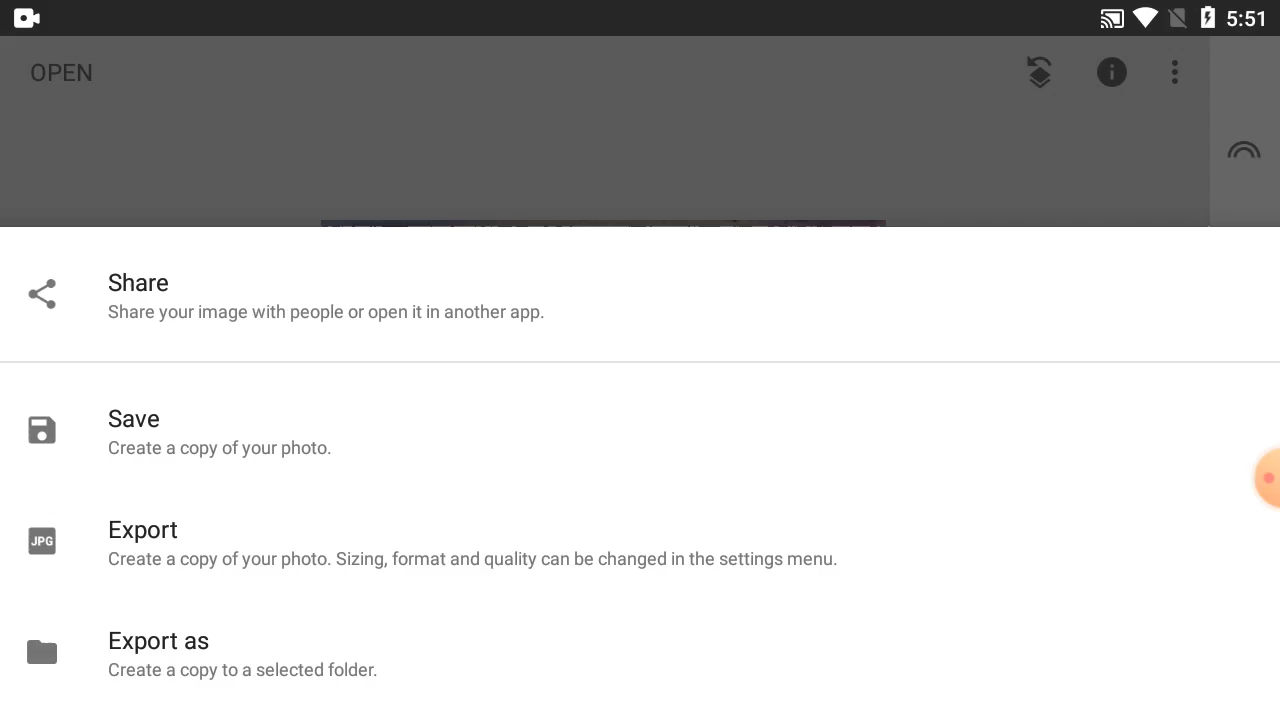 5:51
OPEN
Share
Share your image with people or open it in another app.
Save
Create a copy of your photo.
JPG
Export
Create a copy of your photo. Sizing, format and quality can be changed in the settings menu.
Export as
Create a copy to a selected folder.